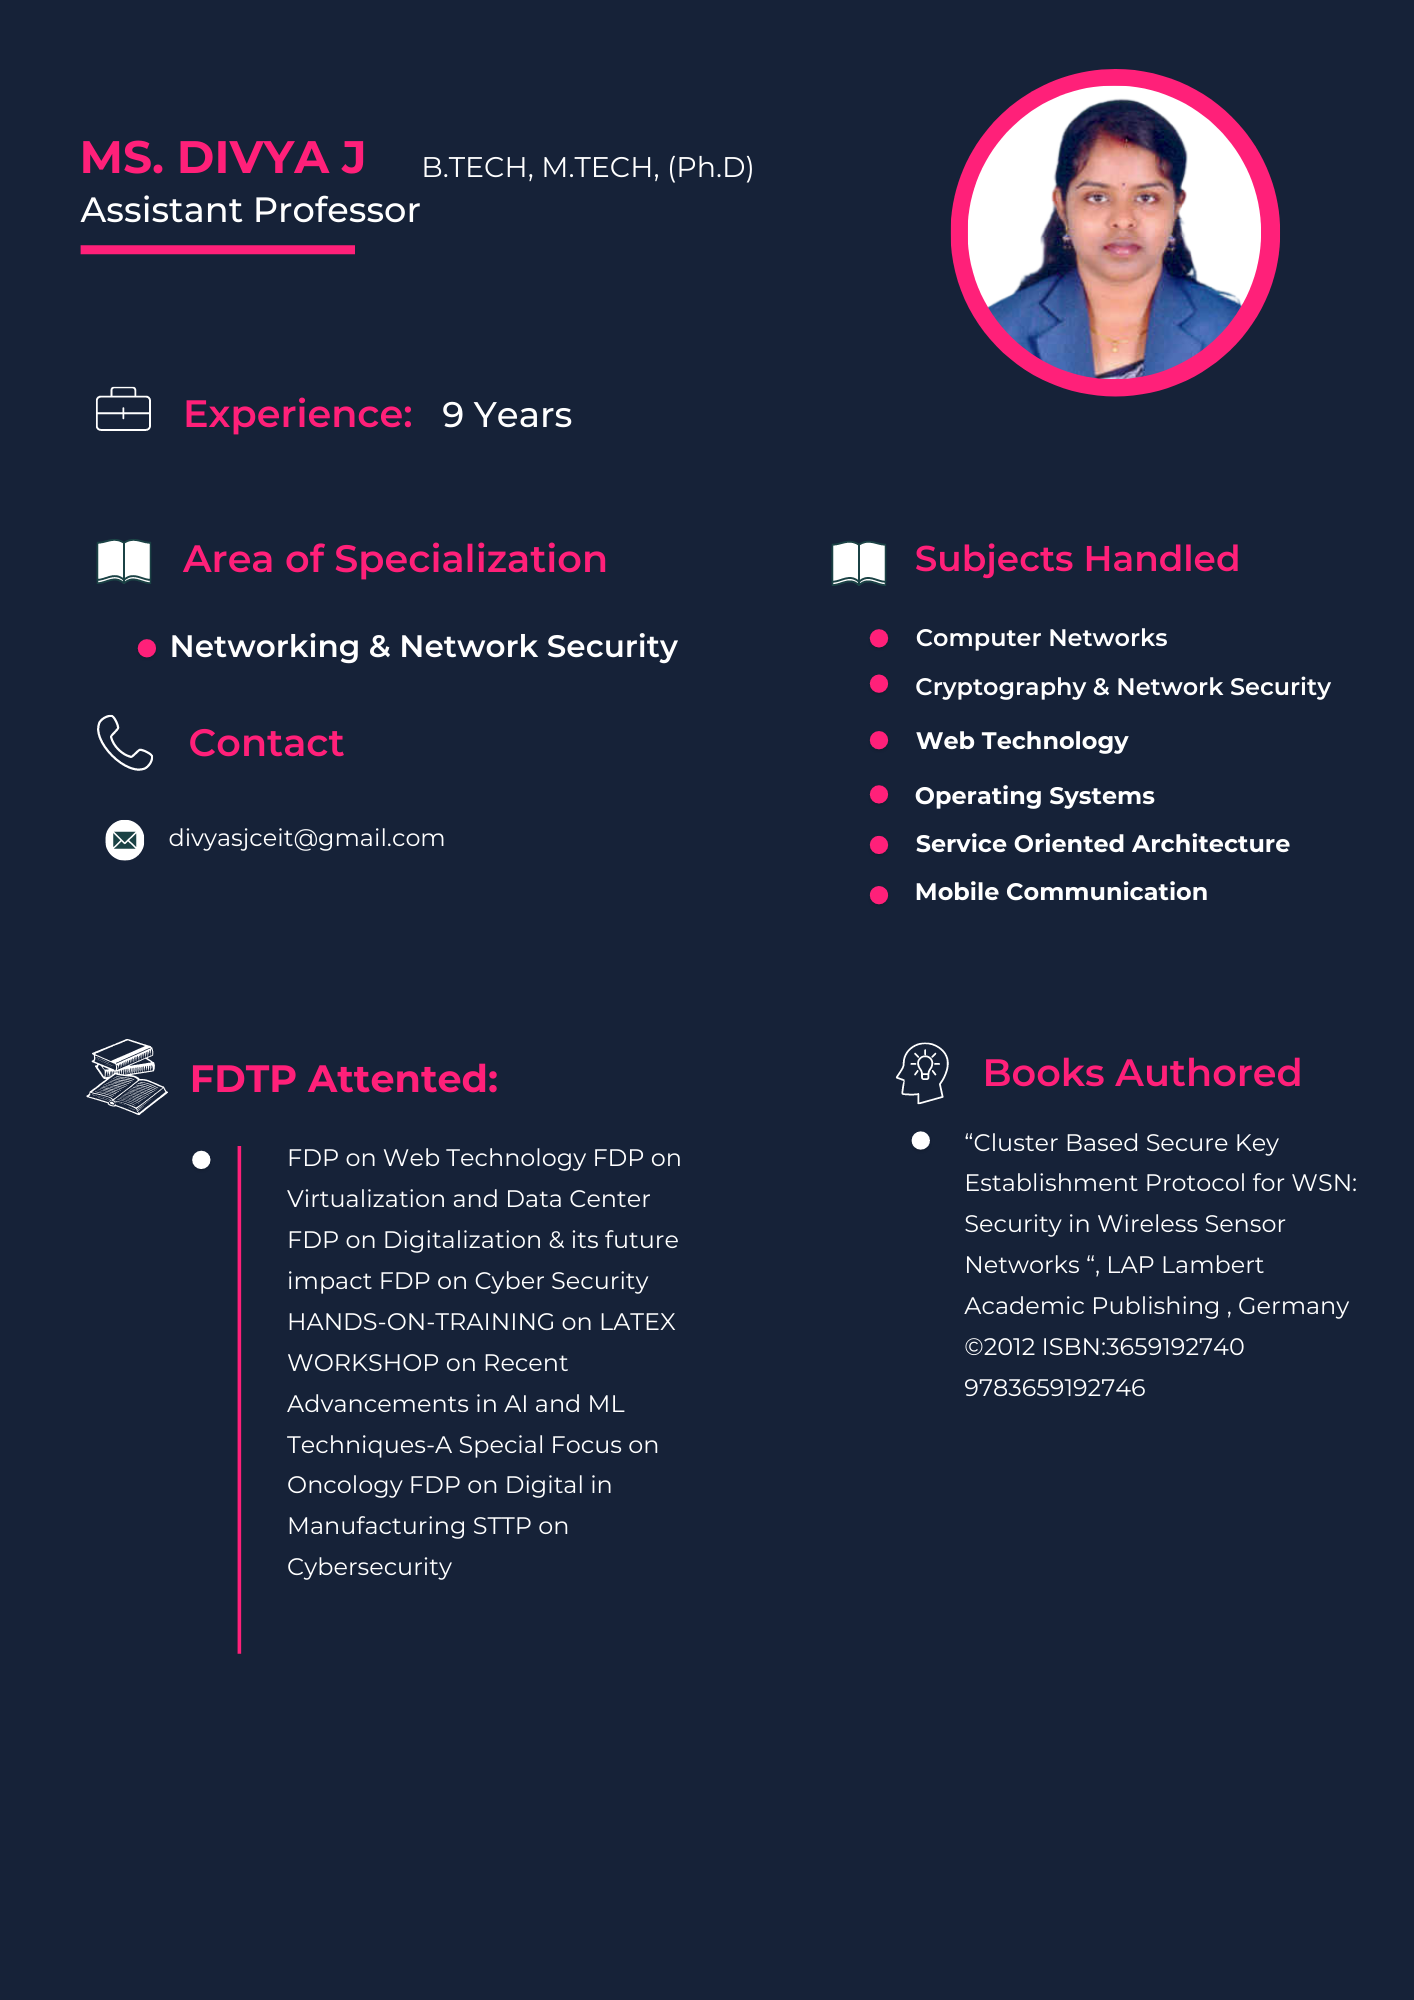 MS. DIVYA J
B.TECH, M.TECH, (Ph.D)
Assistant Professor
Experience:
9 Years
Area of Specialization
Networking & Network Security
Contact
divyasjceit@gmail.com
Subjects Handled
Computer Networks
Cryptography & Network Security
Web Technology
Operating Systems
Service Oriented Architecture
Mobile Communication
FDTP Attented:
FDP on Web Technology FDP on
Virtualization and Data Center
FDP on Digitalization & its future
impact FDP on Cyber Security
HANDS-ON-TRAINING on LATEX
WORKSHOP on Recent
Advancements in AI and ML
Techniques-A Special Focus on
Oncology FDP on Digital in
Manufacturing STTP on
Cybersecurity
Books Authored
“Cluster Based Secure Key
Establishment Protocol for WSN:
Security in Wireless Sensor
Networks “, LAP Lambert
Academic Publishing , Germany
©2012 ISBN:3659192740
9783659192746